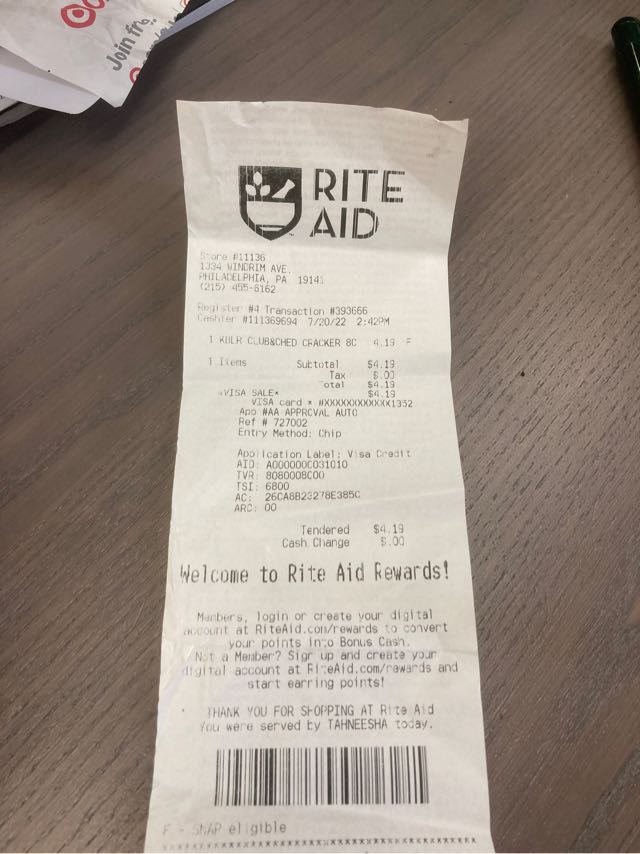 Join
RITE
AID
Store #11136
1334 WINDRIM AVE.
PHILADELPHIA, PA 19141
(215) 455-6162
Register #4 Transaction #393666
Cashier #111369694 7/20/22 2:42PM
1 KBLR CLUB&CHED CRACKER 8C 4.19 F
1 Items Subtotal $4.19
Tax $.00
Total $4.19
*VISA SALE* $4.19
VISA card * #XXXXXXXXXXXX1352
App #AA APPROVAL AUTO
Ref # 727002
Entry Method: Chip
Application Label: Visa Credit
AID: A0000000031010
TVR: 8080008000
TSI: 6800
AC: 26CA8B23278E385C
ARC: 00
Tendered $4.19
Cash Change $.00
Welcome to Rite Aid Rewards!
Members, login or create your digital
account at RiteAid.com/rewards to convert
your points into Bonus Cash.
Not a Member? Sign up and create your
digital account at RiteAid.com/rewards and
start earning points!
THANK YOU FOR SHOPPING AT Rite Aid
You were served by TAHNEESHA today.
F - SNAP eligible